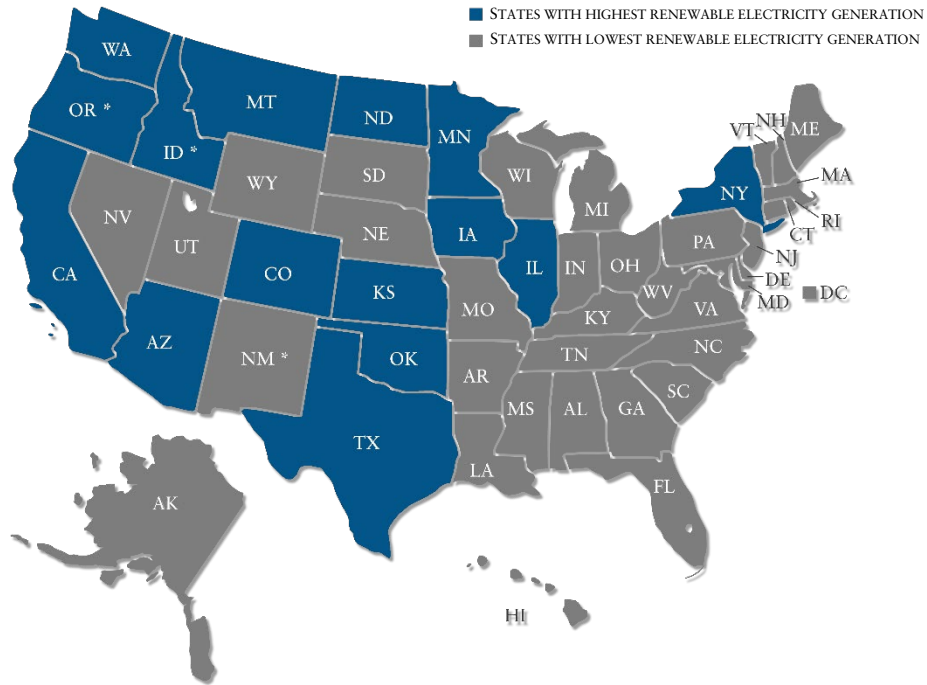 STATES WITH HIGHEST RENEWABLE ELECTRICITY GENERATION
STATES WITH LOWEST RENEWABLE ELECTRICITY GENERATION
WA
OR *
ID *
MT
ND
MN
SD
WY
WI
MI
NY
VT
NH
ME
MA
RI
CT
NJ
DE
MD
DC
NV
UT
CA
CO
NE
IA
IL
IN
OH
PA
WV
VA
KS
MO
KY
AZ
NM *
OK
AR
TN
NC
SC
TX
LA
MS
AL
GA
FL
AK
HI